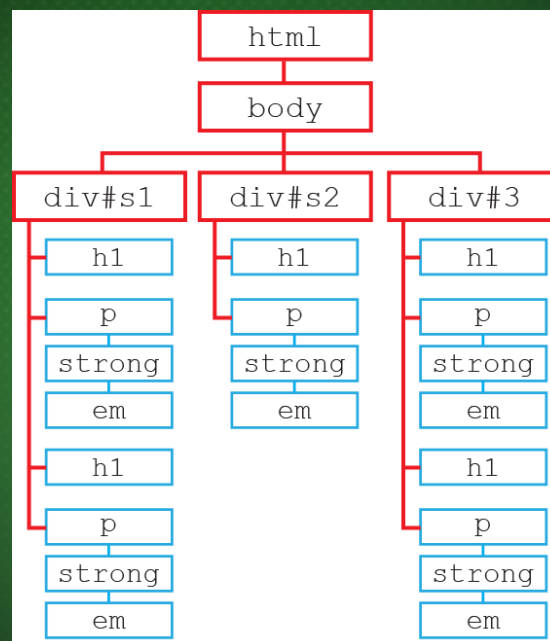 html
body
div#s1 div#s2 div#3
h1 h1 h1
p p p
strong strong strong
em em em
h1 h1
p p
strong strong
em em